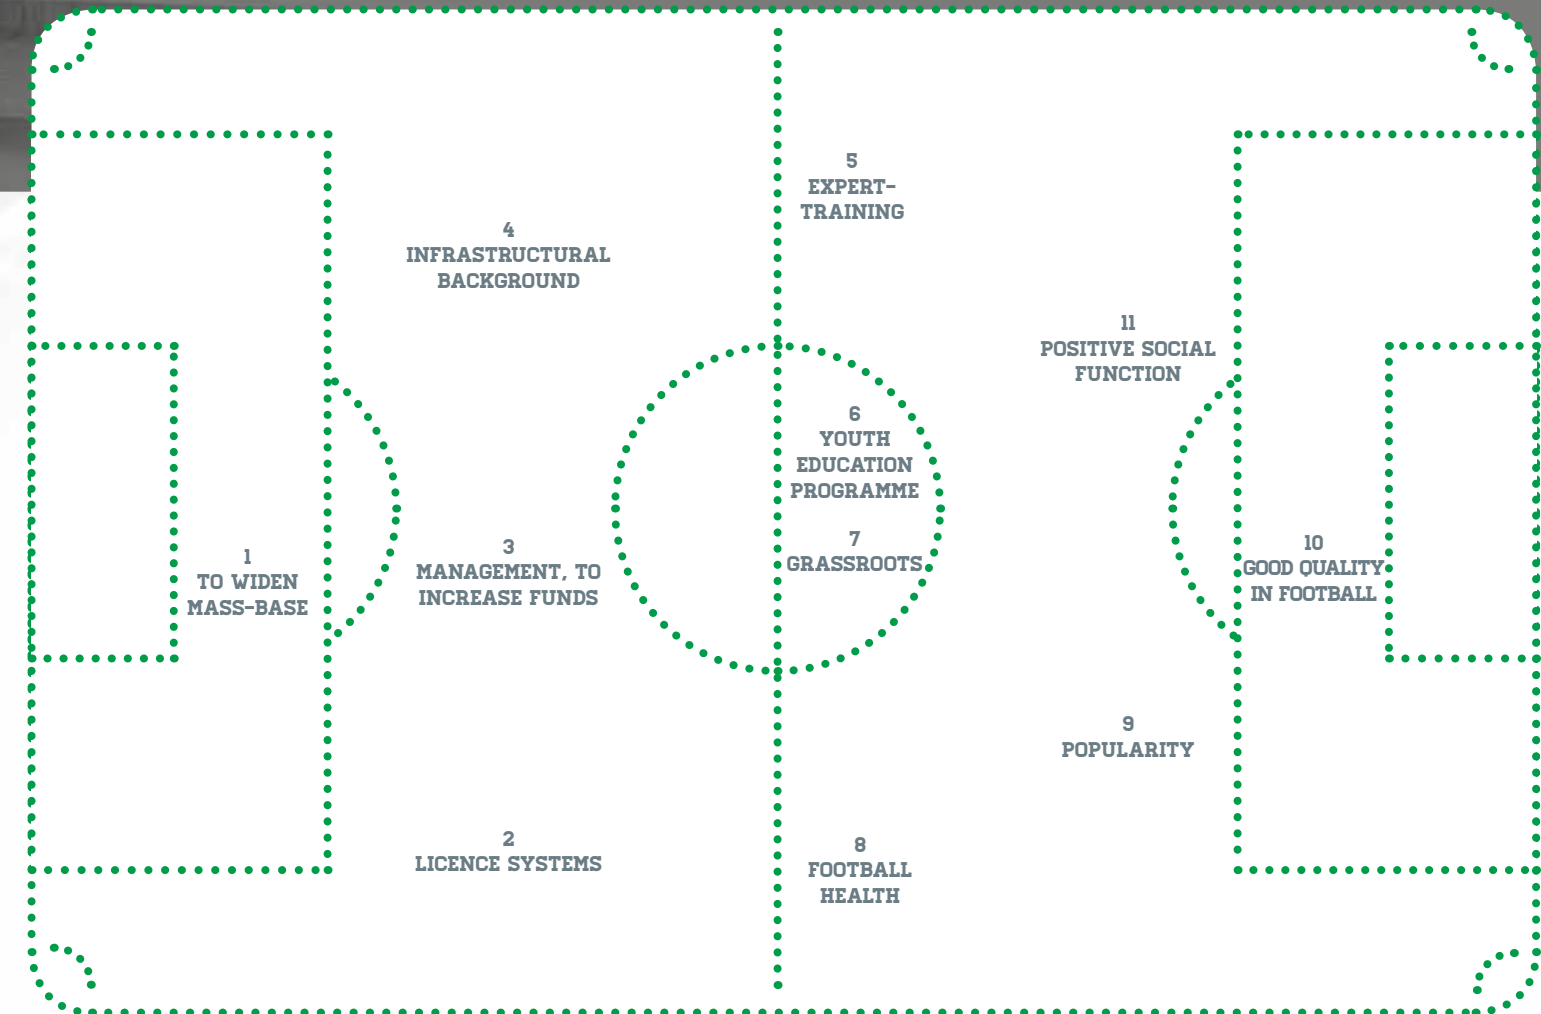 5
EXPERT-
TRAINING
4
INFRASTRUCTURAL
BACKGROUND
11
POSITIVE SOCIAL
FUNCTION
6
YOUTH
EDUCATION
PROGRAMME
7
GRASSROOTS
1
TO WIDEN
MASS-BASE
3
MANAGEMENT, TO
INCREASE FUNDS
10
GOOD QUALITY
IN FOOTBALL
9
POPULARITY
2
LICENCE SYSTEMS
8
FOOTBALL
HEALTH